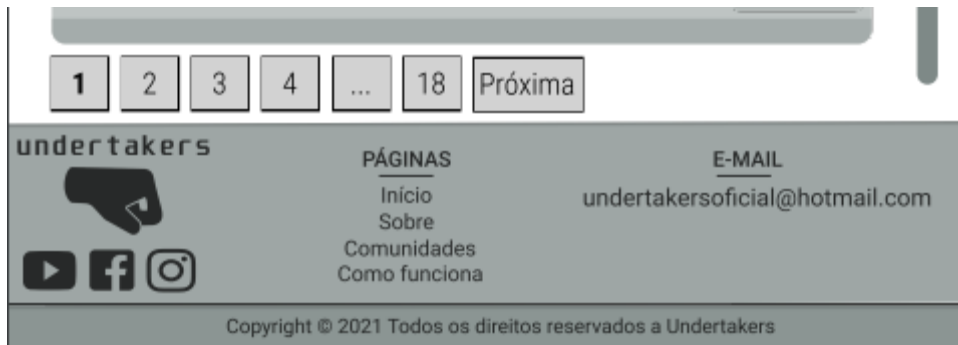 1 2 3 4 ... 18 Próxima
undertakers
PÁGINAS
Início
Sobre
Comunidades
Como funciona
E-MAIL
undertakersoficial@hotmail.com
Copyright © 2021 Todos os direitos reservados a Undertakers